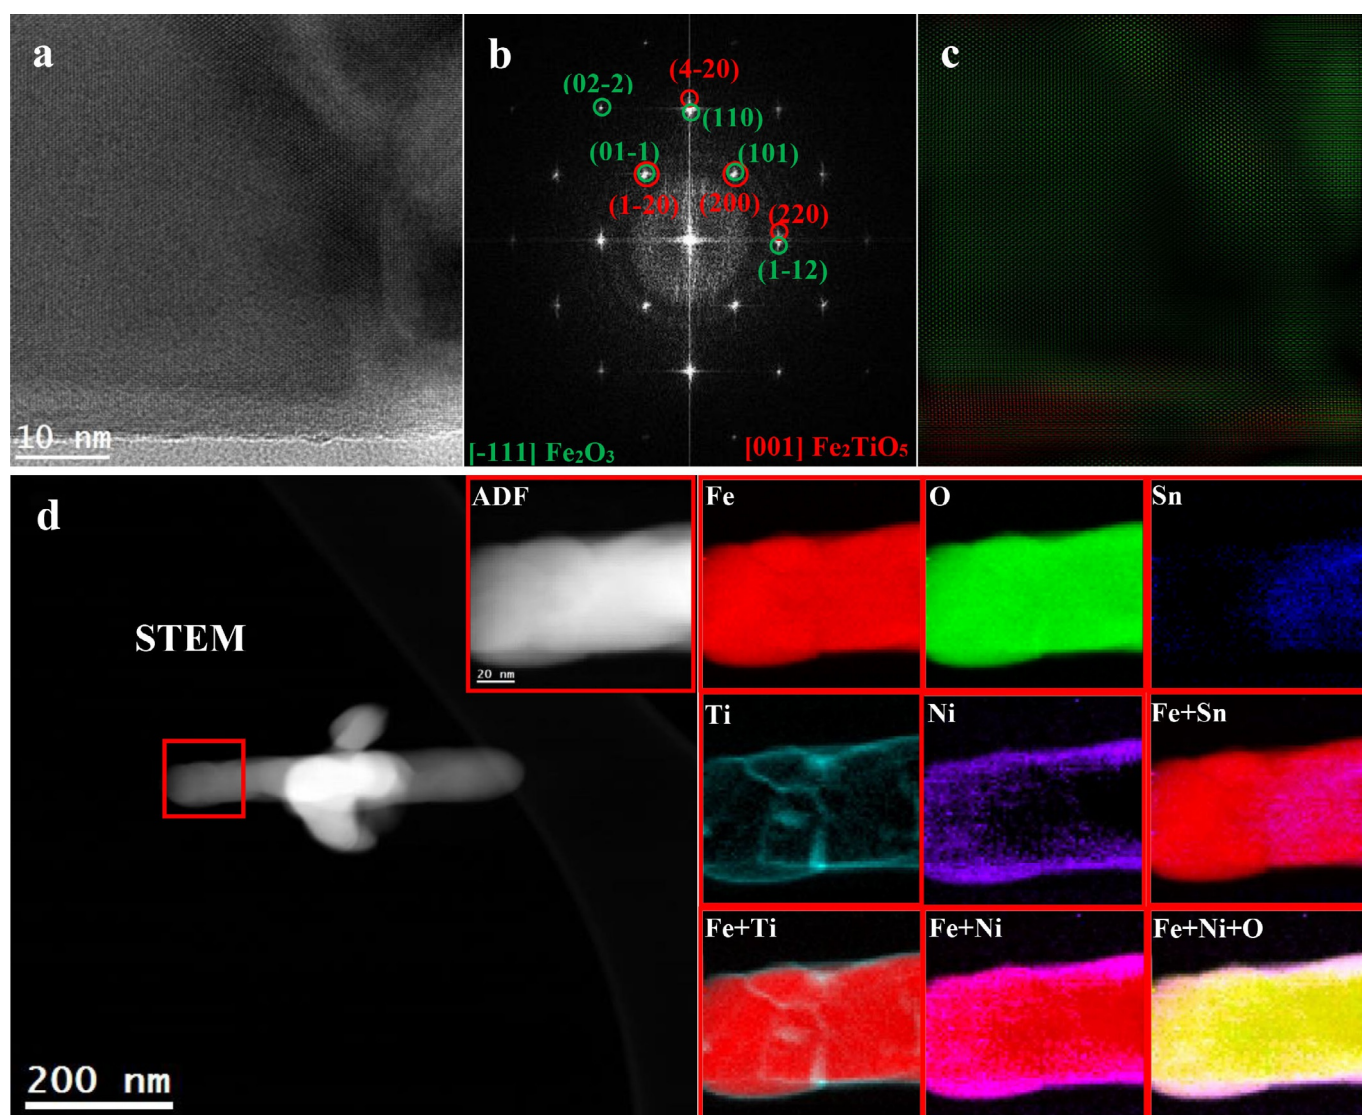 a
10 nm
b
(4-20)
(02-2)
(110)
(01-1)
(101)
(1-20)
(200)
(220)
(1-12)
[-111] Fe₂O₃
[001] Fe₂TiO₅
c
d
STEM
200 nm
ADF
20 nm
Fe
O
Sn
Ti
Ni
Fe+Sn
Fe+Ti
Fe+Ni
Fe+Ni+O